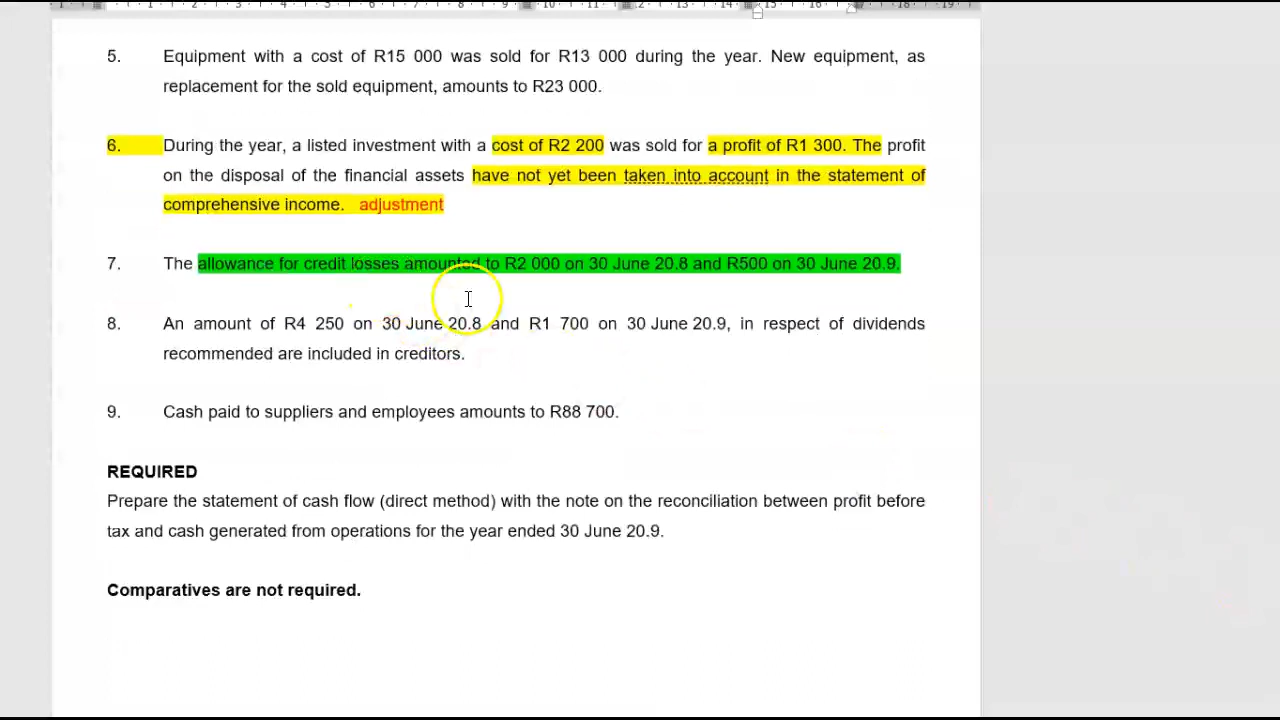 5. Equipment with a cost of R15 000 was sold for R13 000 during the year. New equipment, as
replacement for the sold equipment, amounts to R23 000.
6. During the year, a listed investment with a cost of R2 200 was sold for a profit of R1 300. The profit
on the disposal of the financial assets have not yet been taken into account in the statement of
comprehensive income. adjustment
7. The allowance for credit losses amounted to R2 000 on 30 June 20.8 and R500 on 30 June 20.9.
8. An amount of R4 250 on 30 June 20.8 and R1 700 on 30 June 20.9, in respect of dividends
recommended are included in creditors.
9. Cash paid to suppliers and employees amounts to R88 700.
REQUIRED
Prepare the statement of cash flow (direct method) with the note on the reconciliation between profit before
tax and cash generated from operations for the year ended 30 June 20.9.
Comparatives are not required.